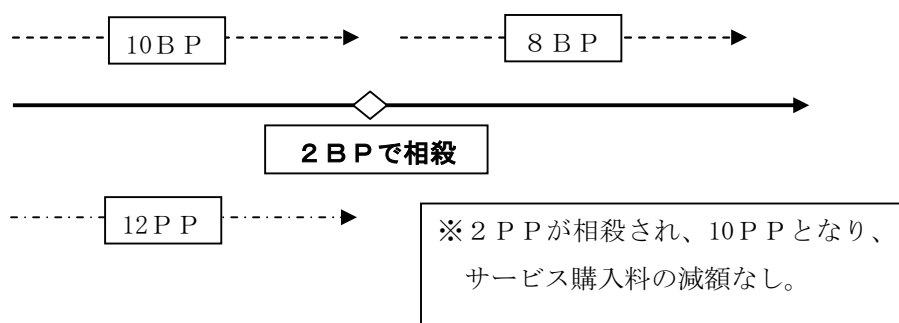 10ＢＰ
８ＢＰ
２ＢＰで相殺
12ＰＰ
※２ＰＰが相殺され、10ＰＰとなり、
サービス購入料の減額なし。